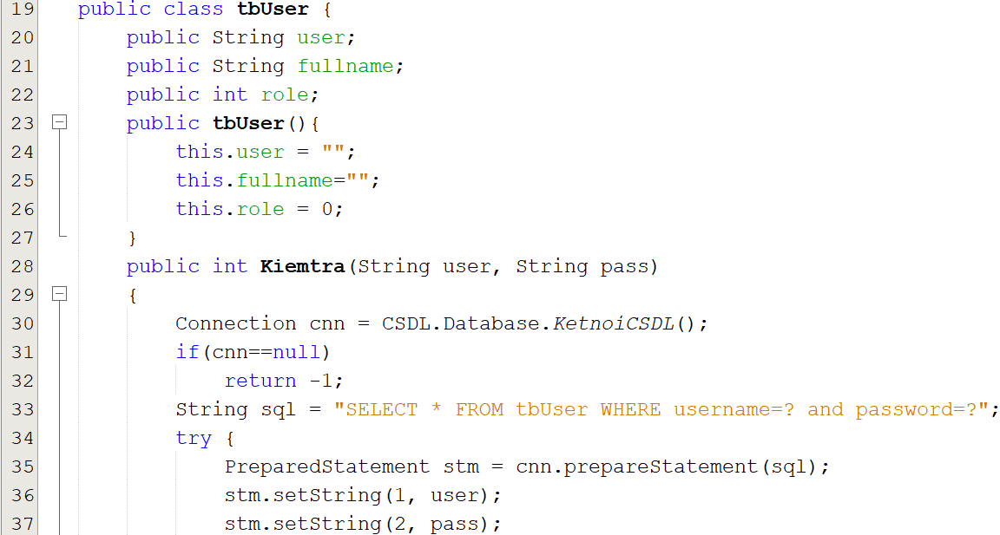 19 public class tbUser {
20 public String user;
21 public String fullname;
22 public int role;
23 public tbUser(){
24 this.user = "";
25 this.fullname="";
26 this.role = 0;
27 }
28 public int Kiemtra(String user, String pass)
29 {
30 Connection cnn = CSDL.Database.KetnoiCSDL();
31 if(cnn==null)
32 return -1;
33 String sql = "SELECT * FROM tbUser WHERE username=? and password=?";
34 try {
35 PreparedStatement stm = cnn.prepareStatement(sql);
36 stm.setString(1, user);
37 stm.setString(2, pass);